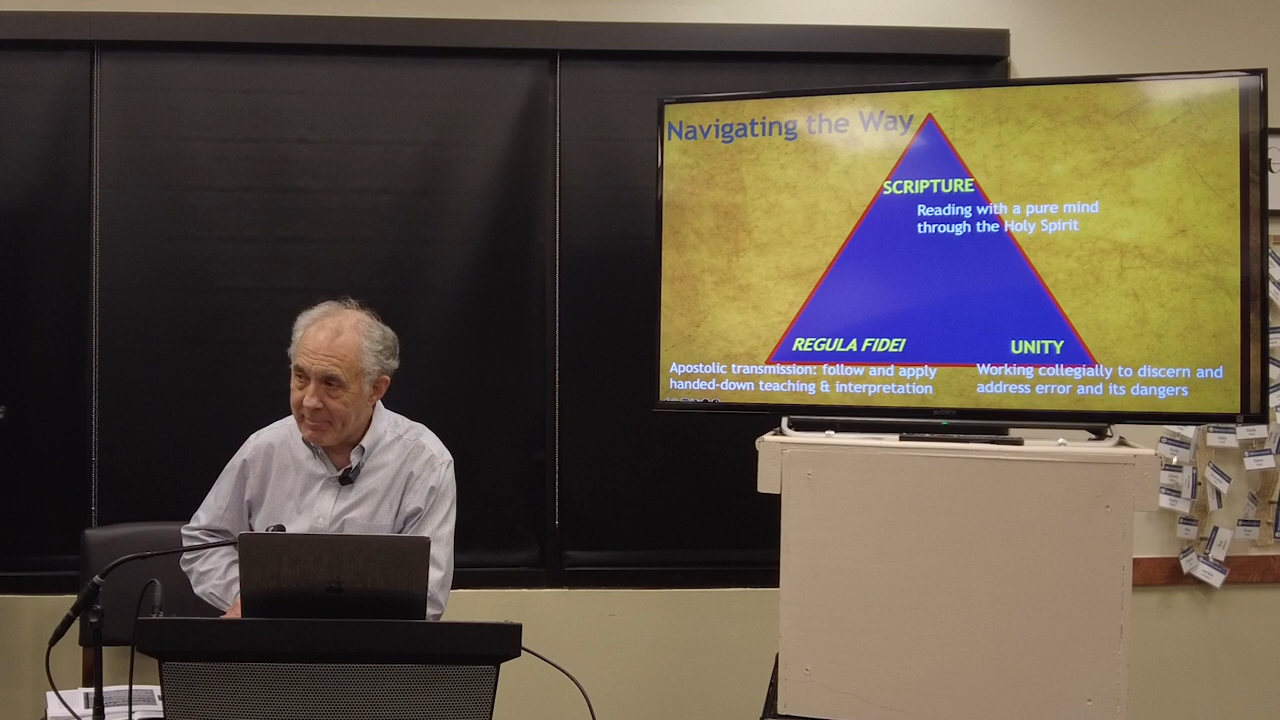 Navigating the Way
SCRIPTURE
Reading with a pure mind
through the Holy Spirit
REGULA FIDEI
UNITY
Apostolic transmission: follow and apply
handed-down teaching & interpretation
Working collegially to discern and
address error and its dangers
SONY